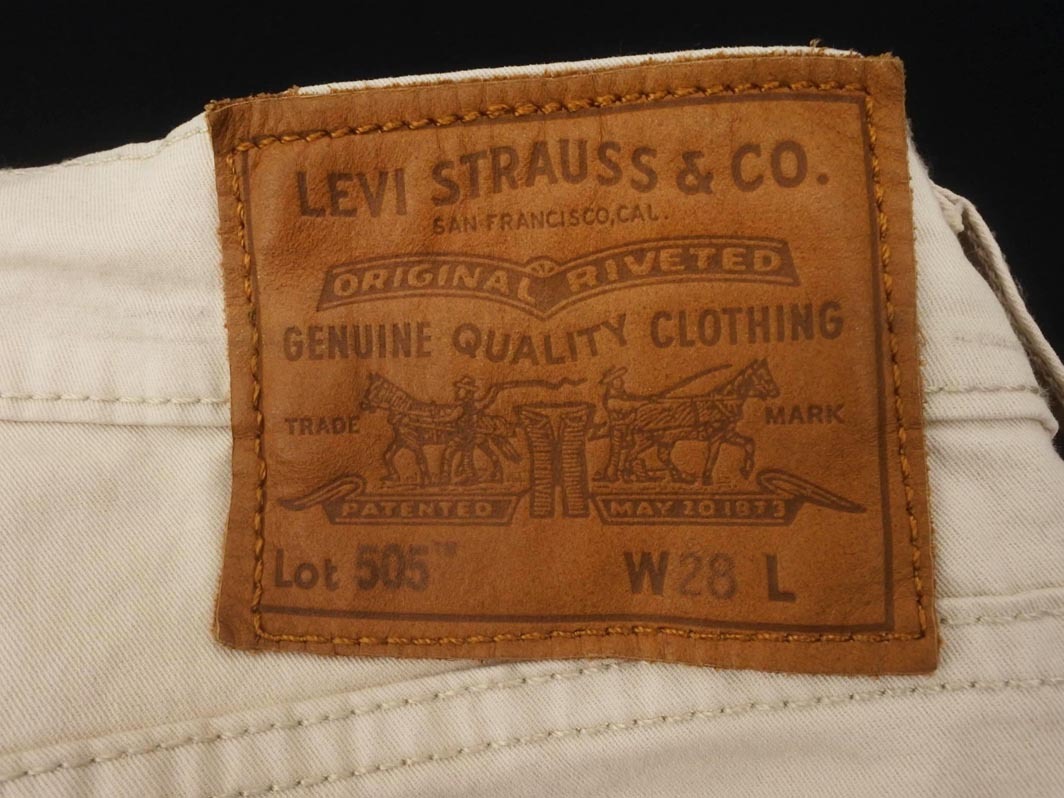 LEVI STRAUSS & CO.
SAN FRANCISCO, CAL.
ORIGINAL RIVETED
GENUINE QUALITY CLOTHING
TRADE MARK
PATENTED MAY 20 1873
Lot 505™ W28 L